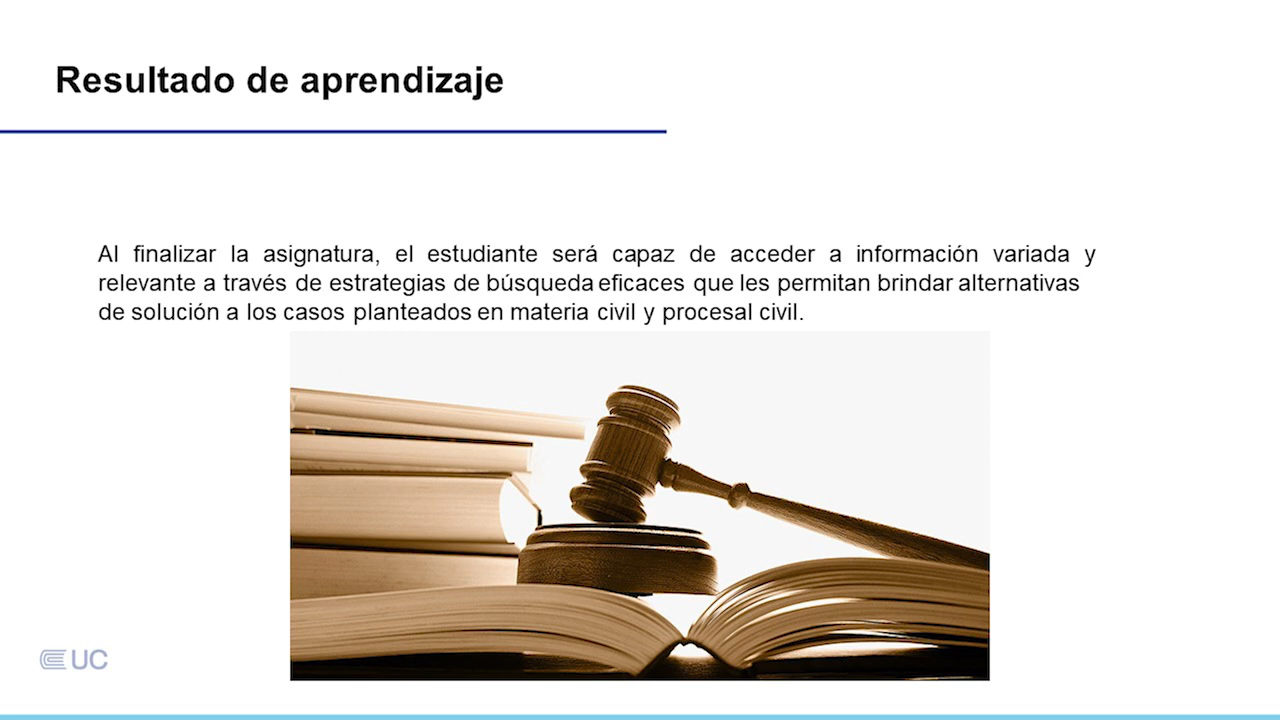 Resultado de aprendizaje
Al finalizar la asignatura, el estudiante será capaz de acceder a información variada y
relevante a través de estrategias de búsqueda eficaces que les permitan brindar alternativas
de solución a los casos planteados en materia civil y procesal civil.
UC